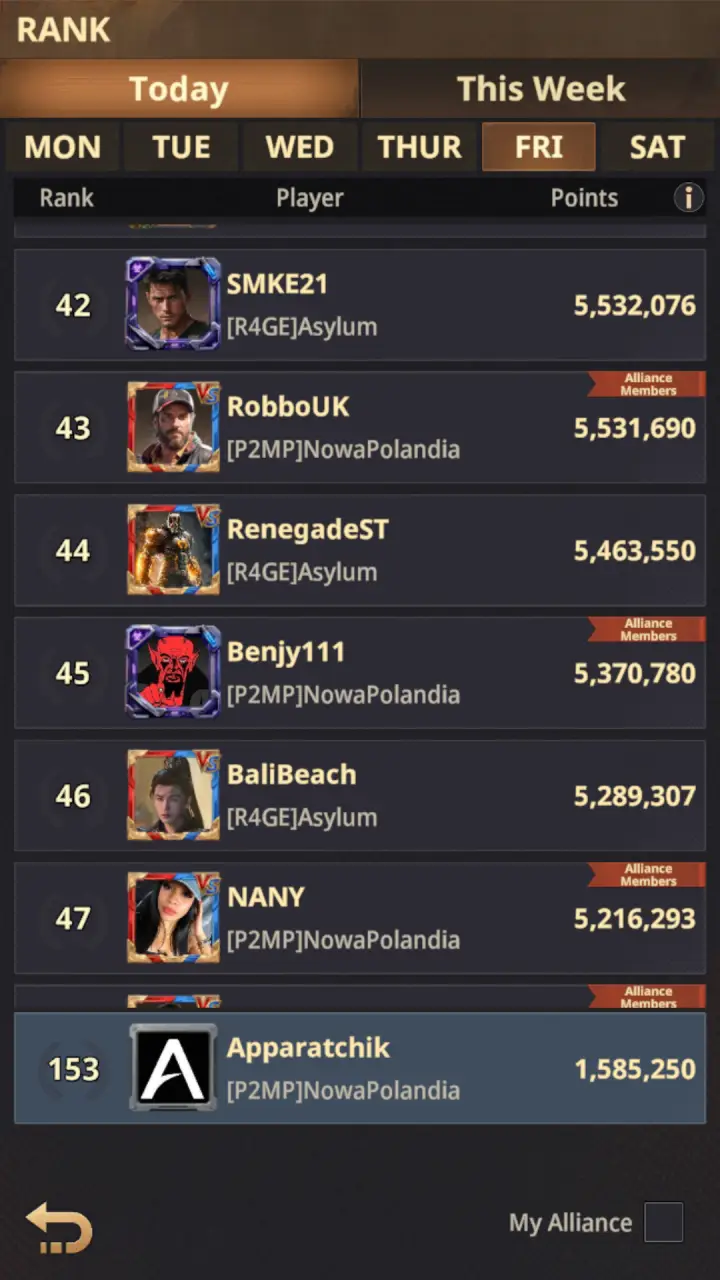 RANK
Today
This Week
MON TUE WED THUR FRI SAT
Rank Player Points i
42 SMKE21 5,532,076
[R4GE]Asylum
Alliance Members
43 RobboUK 5,531,690
[P2MP]NowaPolandia
44 RenegadeST 5,463,550
[R4GE]Asylum
Alliance Members
45 Benjy111 5,370,780
[P2MP]NowaPolandia
46 BaliBeach 5,289,307
[R4GE]Asylum
Alliance Members
47 NANY 5,216,293
[P2MP]NowaPolandia
Alliance Members
153 Apparatchik 1,585,250
[P2MP]NowaPolandia
My Alliance